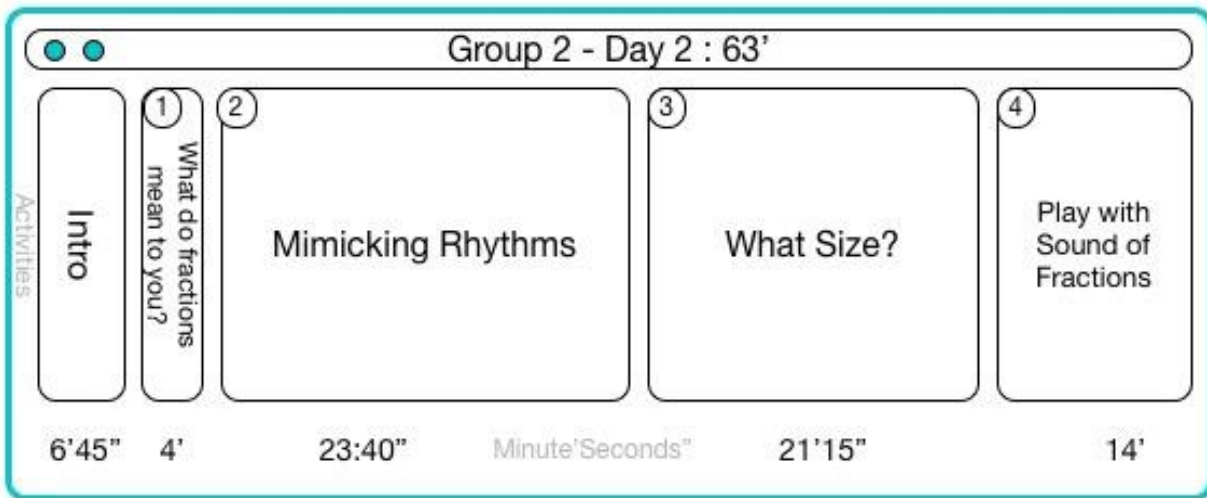 Group 2 - Day 2 : 63’
Activities
Intro
1
What do fractions
mean to you?
2
Mimicking Rhythms
3
What Size?
4
Play with
Sound of
Fractions
6’45” 4’ 23:40” Minute’Seconds” 21’15” 14’